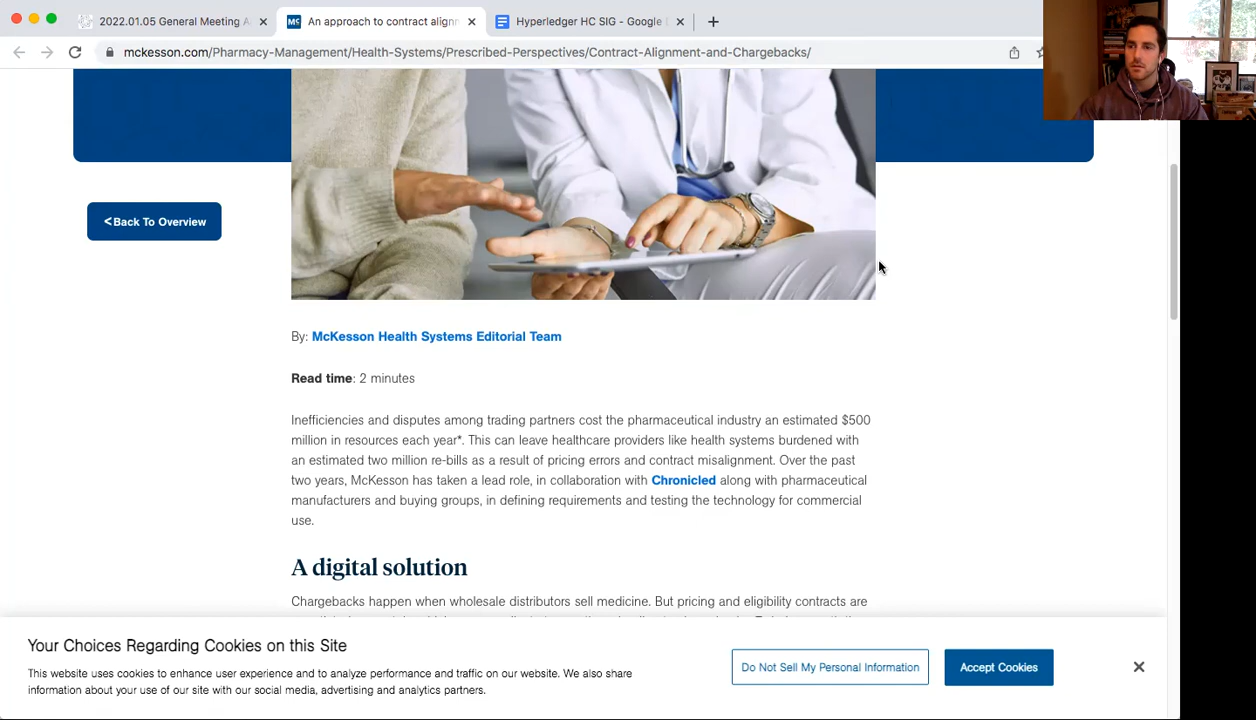 2022.01.05 General Meeting A
An approach to contract alignm
Hyperledger HC SIG - Google D
mckesson.com/Pharmacy-Management/Health-Systems/Prescribed-Perspectives/Contract-Alignment-and-Chargebacks/
<Back To Overview
By: McKesson Health Systems Editorial Team
Read time: 2 minutes
Inefficiencies and disputes among trading partners cost the pharmaceutical industry an estimated $500
million in resources each year*. This can leave healthcare providers like health systems burdened with
an estimated two million re-bills as a result of pricing errors and contract misalignment. Over the past
two years, McKesson has taken a lead role, in collaboration with Chronicled along with pharmaceutical
manufacturers and buying groups, in defining requirements and testing the technology for commercial
use.
A digital solution
Chargebacks happen when wholesale distributors sell medicine. But pricing and eligibility contracts are
Your Choices Regarding Cookies on this Site
This website uses cookies to enhance user experience and to analyze performance and traffic on our website. We also share
information about your use of our site with our social media, advertising and analytics partners.
Do Not Sell My Personal Information
Accept Cookies